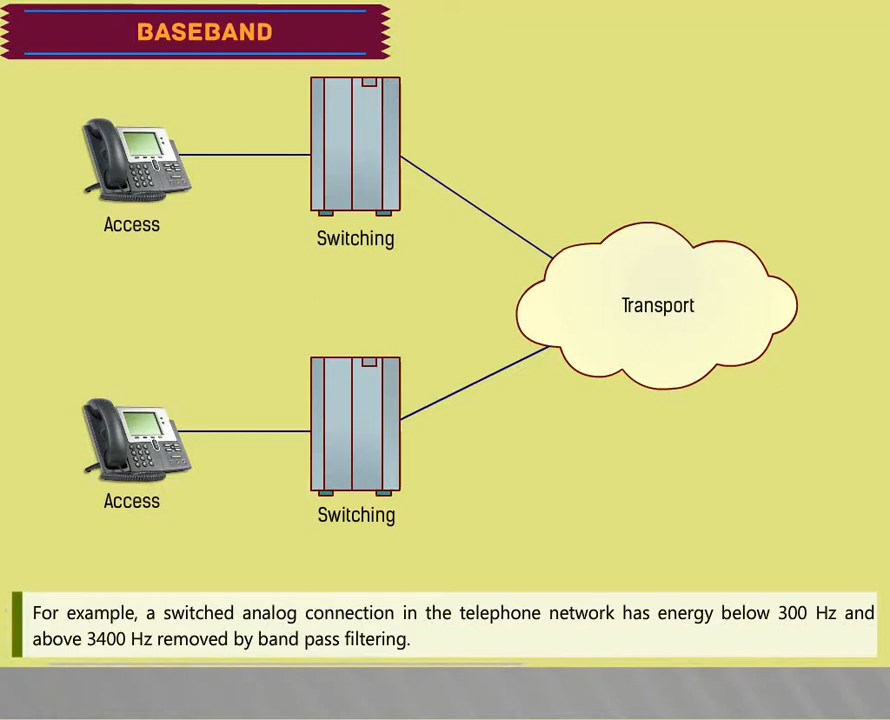 BASEBAND
Access
Switching
Transport
Access
Switching
For example, a switched analog connection in the telephone network has energy below 300 Hz and
above 3400 Hz removed by band pass filtering.